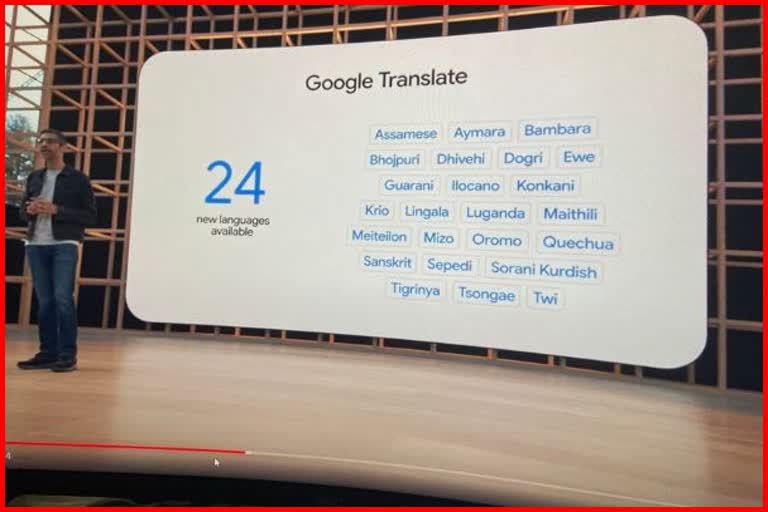 Google Translate
24
new languages
available
Assamese Aymara Bambara
Bhojpuri Dhivehi Dogri Ewe
Guarani Ilocano Konkani
Krio Lingala Luganda Maithili
Meiteilon Mizo Oromo Quechua
Sanskrit Sepedi Sorani Kurdish
Tigrinya Tsongae Twi
4